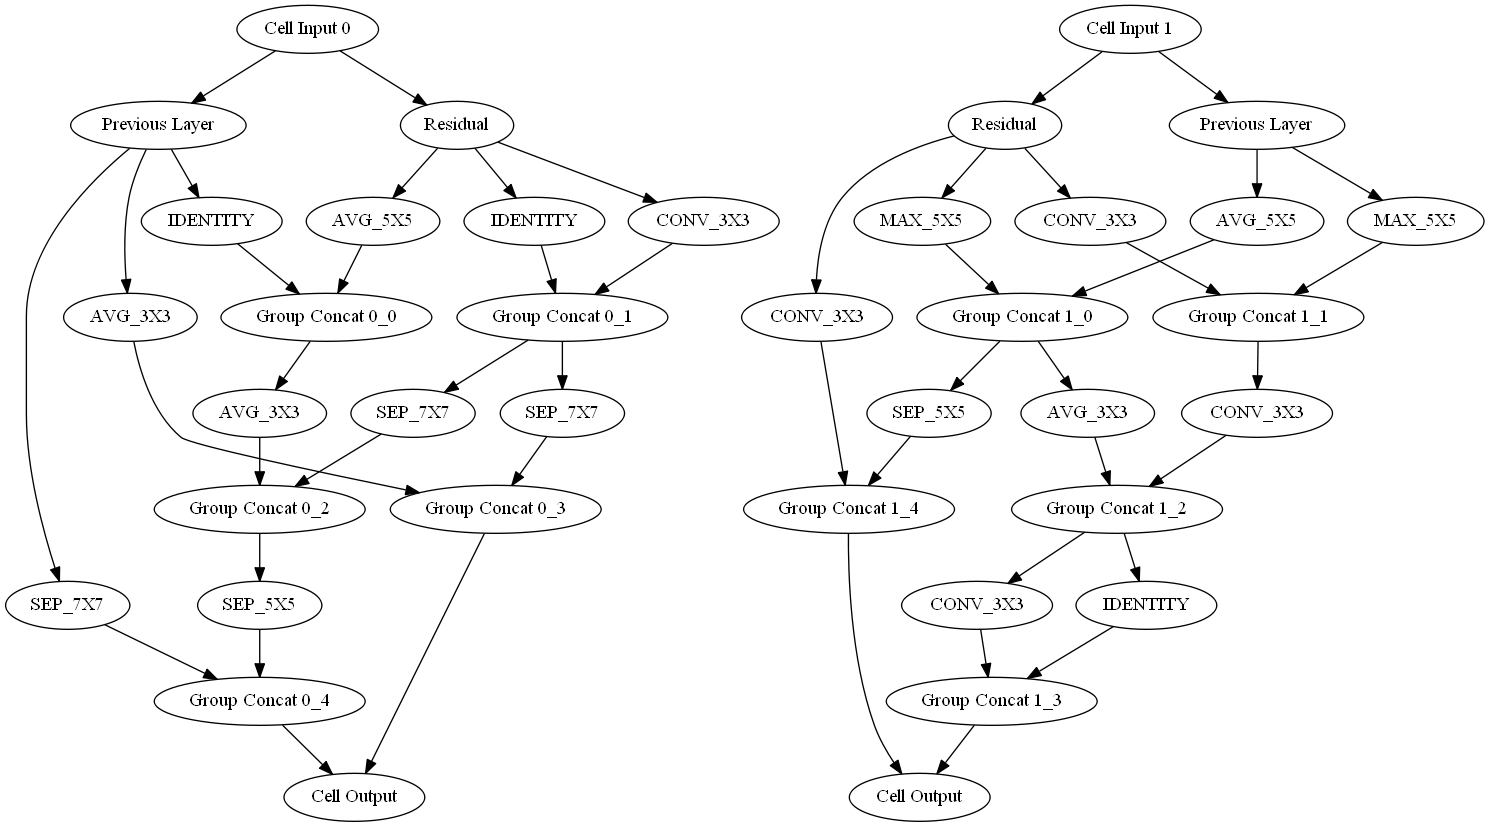 Cell Input 0
Cell Input 1
Previous Layer
Residual
Residual
Previous Layer
IDENTITY
AVG_5X5
IDENTITY
CONV_3X3
MAX_5X5
CONV_3X3
AVG_5X5
MAX_5X5
AVG_3X3
Group Concat 0_0
Group Concat 0_1
CONV_3X3
Group Concat 1_0
Group Concat 1_1
AVG_3X3
SEP_7X7
SEP_7X7
SEP_5X5
AVG_3X3
CONV_3X3
Group Concat 0_2
Group Concat 0_3
Group Concat 1_4
Group Concat 1_2
SEP_7X7
SEP_5X5
CONV_3X3
IDENTITY
Group Concat 0_4
Group Concat 1_3
Cell Output
Cell Output